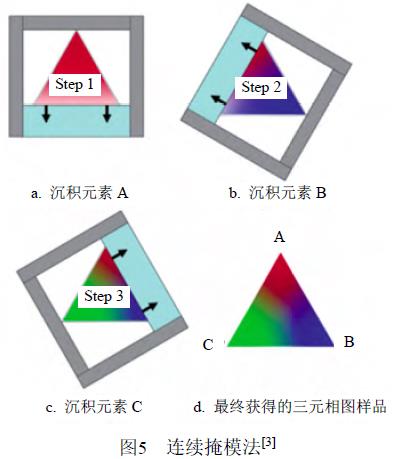 Step 1
Step 2
a. 沉积元素 A
b. 沉积元素 B
Step 3
A
C
B
c. 沉积元素 C
d. 最终获得的三元相图样品
图5 连续掩模法[3]